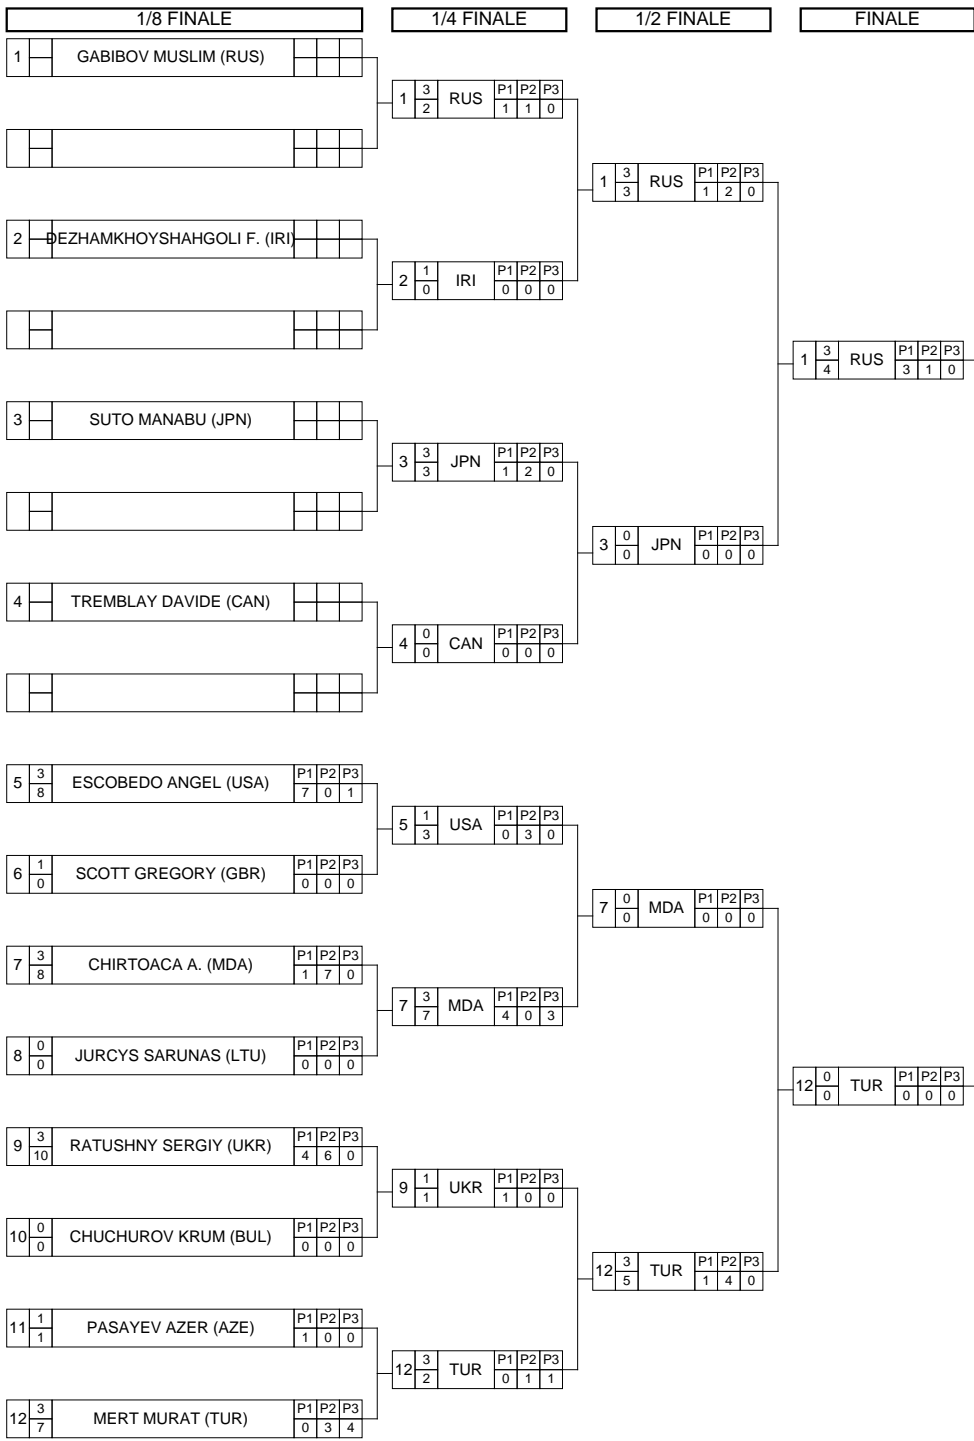 1/8 FINALE 1/4 FINALE 1/2 FINALE FINALE
1 GABIBOV MUSLIM (RUS)
1 3 2 RUS P1 P2 P3 1 1 0
1 3 3 RUS P1 P2 P3 1 2 0
2 DEZHAMKHOYSHAHGOLI F. (IRI)
2 1 0 IRI P1 P2 P3 0 0 0
1 3 4 RUS P1 P2 P3 3 1 0
3 SUTO MANABU (JPN)
3 3 3 JPN P1 P2 P3 1 2 0
3 0 0 JPN P1 P2 P3 0 0 0
4 TREMBLAY DAVIDE (CAN)
4 0 0 CAN P1 P2 P3 0 0 0
5 3 8 ESCOBEDO ANGEL (USA) P1 P2 P3 7 0 1
5 1 3 USA P1 P2 P3 0 3 0
6 1 0 SCOTT GREGORY (GBR) P1 P2 P3 0 0 0
7 0 0 MDA P1 P2 P3 0 0 0
7 3 8 CHIRTOACA A. (MDA) P1 P2 P3 1 7 0
7 3 7 MDA P1 P2 P3 4 0 3
8 0 0 JURCYS SARUNAS (LTU) P1 P2 P3 0 0 0
12 0 0 TUR P1 P2 P3 0 0 0
9 3 10 RATUSHNY SERGIY (UKR) P1 P2 P3 4 6 0
9 1 1 UKR P1 P2 P3 1 0 0
10 0 0 CHUCHUROV KRUM (BUL) P1 P2 P3 0 0 0
12 3 5 TUR P1 P2 P3 1 4 0
11 1 1 PASAYEV AZER (AZE) P1 P2 P3 1 0 0
12 3 2 TUR P1 P2 P3 0 1 1
12 3 7 MERT MURAT (TUR) P1 P2 P3 0 3 4